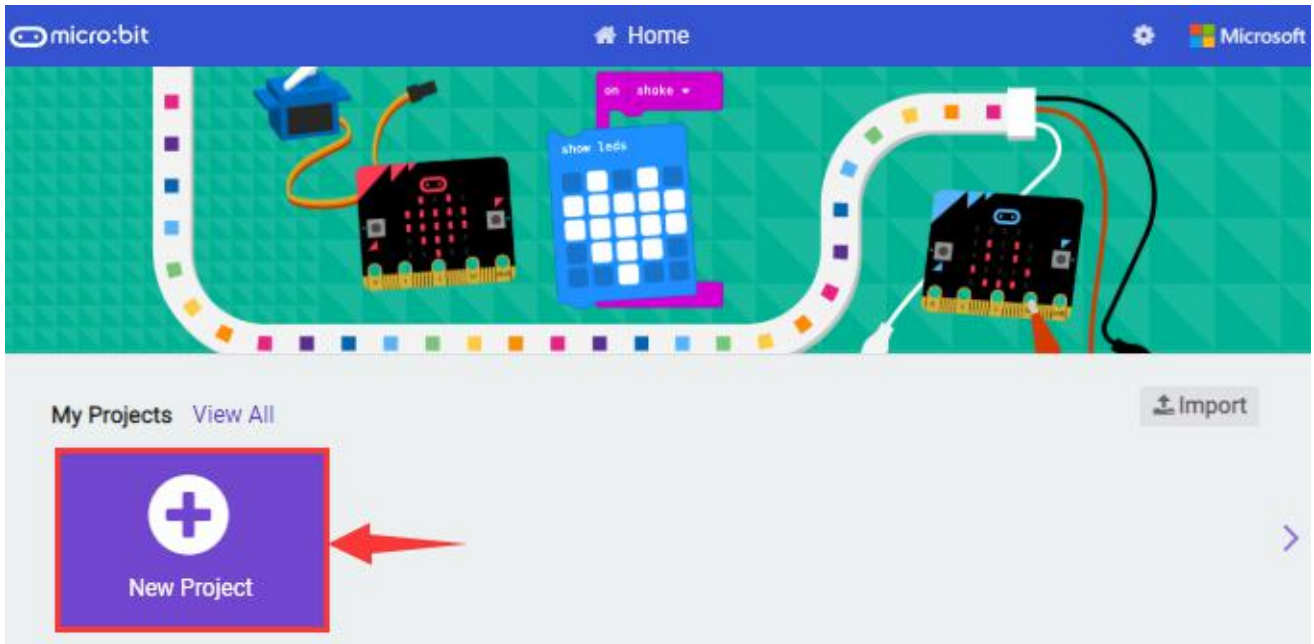 micro:bit
Home
Microsoft
on shake
show leds
My Projects View All
Import
New Project